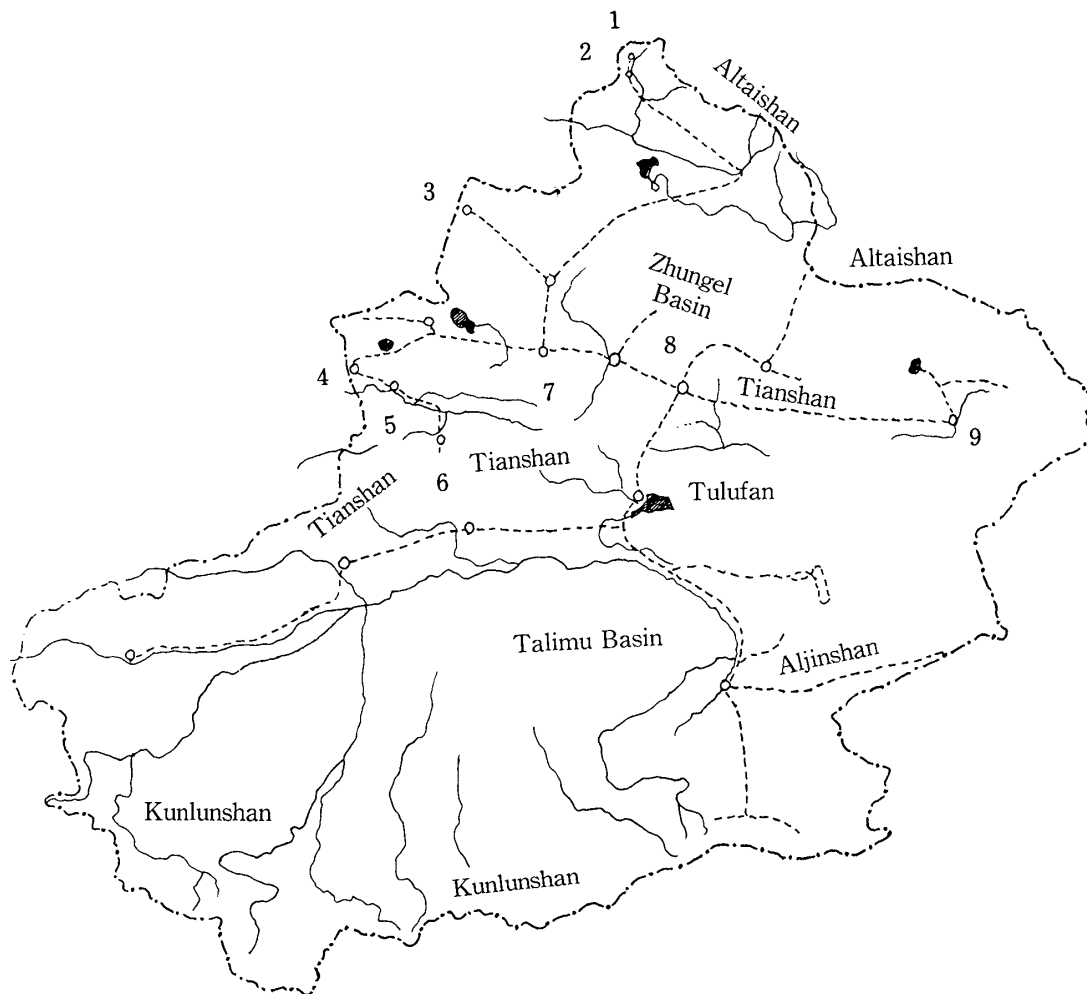 1
2
Altaishan
3
Altaishan
Zhungel
Basin
8
4
7
Tianshan
5
9
Tianshan
6
Tianshan
Tulufan
Talimu Basin
Aljinshan
Kunlunshan
Kunlunshan